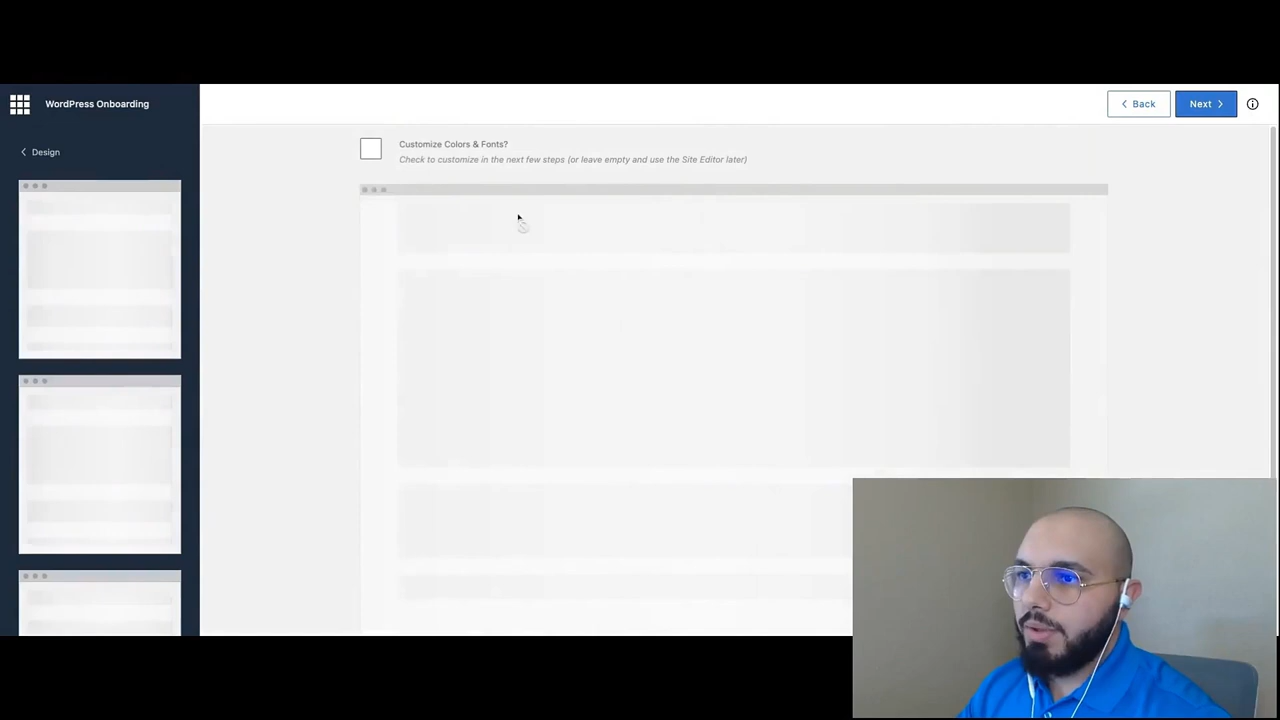 WordPress Onboarding
Back
Next
Design
Customize Colors & Fonts?
Check to customize in the next few steps (or leave empty and use the Site Editor later)